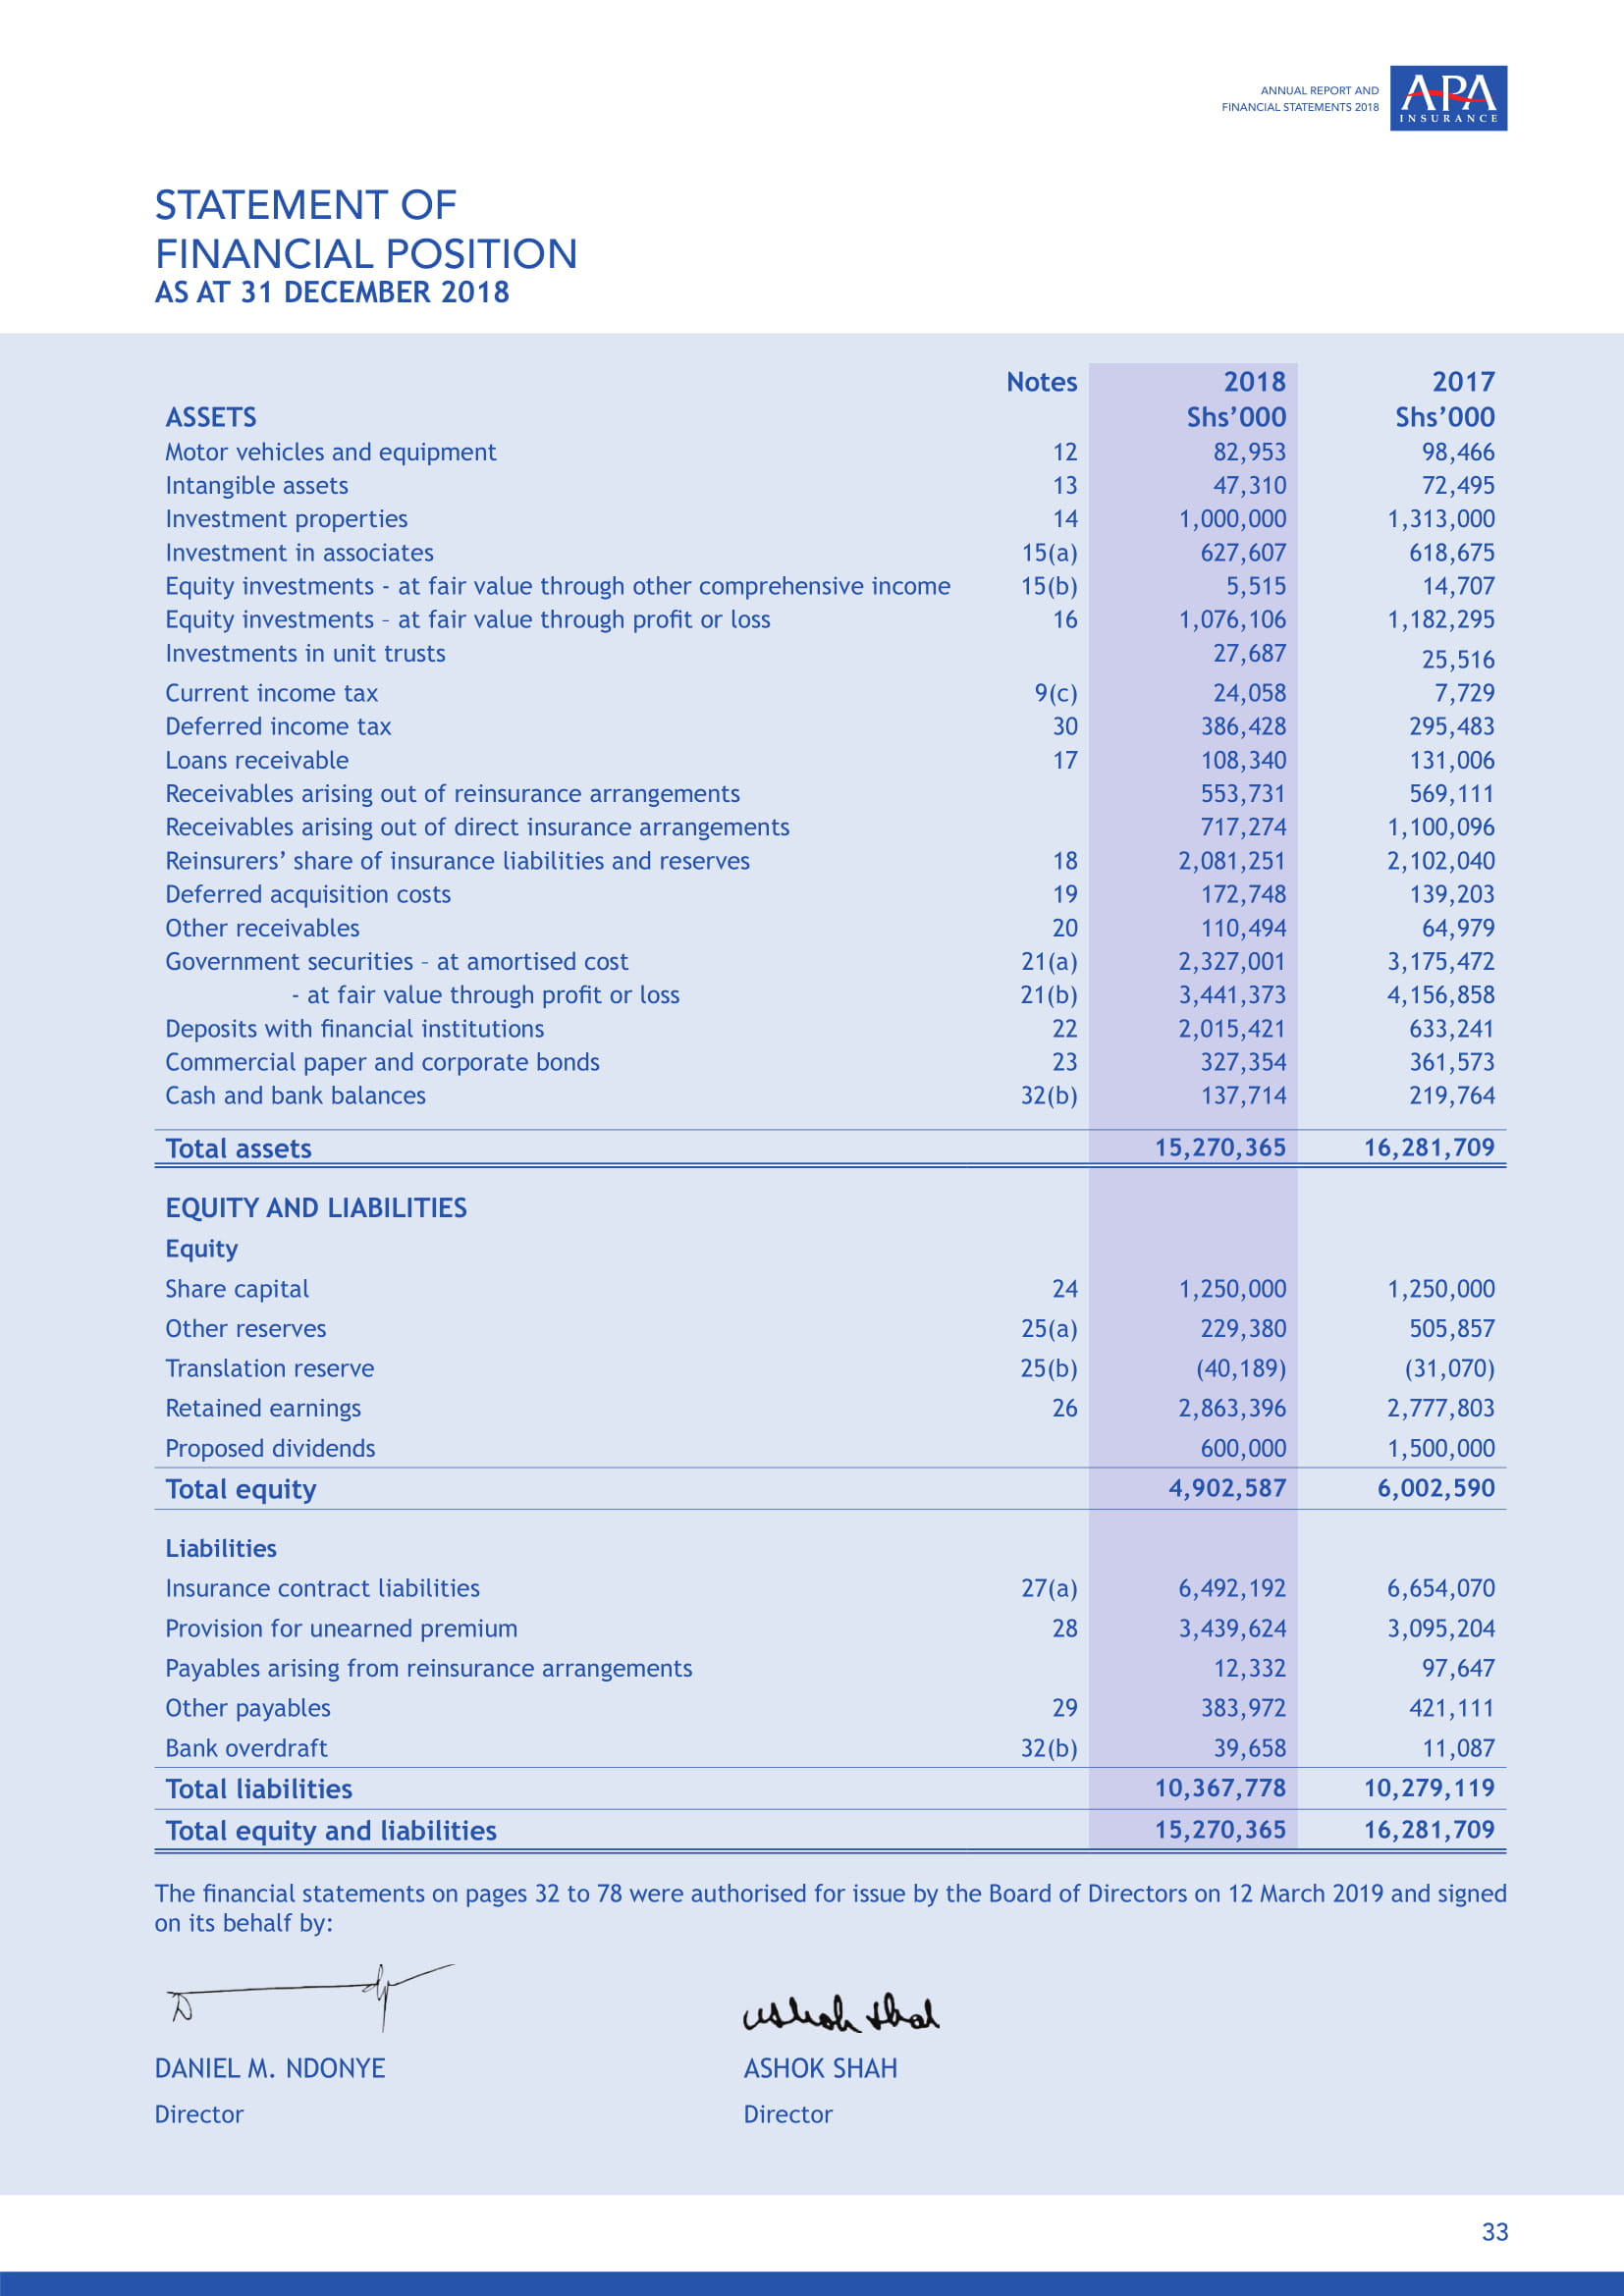 ANNUAL REPORT AND
FINANCIAL STATEMENTS 2018
APA
INSURANCE
STATEMENT OF
FINANCIAL POSITION
AS AT 31 DECEMBER 2018
Notes 2018 2017
ASSETS Shs’000 Shs’000
Motor vehicles and equipment 12 82,953 98,466
Intangible assets 13 47,310 72,495
Investment properties 14 1,000,000 1,313,000
Investment in associates 15(a) 627,607 618,675
Equity investments - at fair value through other comprehensive income 15(b) 5,515 14,707
Equity investments – at fair value through profit or loss 16 1,076,106 1,182,295
Investments in unit trusts 27,687 25,516
Current income tax 9(c) 24,058 7,729
Deferred income tax 30 386,428 295,483
Loans receivable 17 108,340 131,006
Receivables arising out of reinsurance arrangements 553,731 569,111
Receivables arising out of direct insurance arrangements 717,274 1,100,096
Reinsurers’ share of insurance liabilities and reserves 18 2,081,251 2,102,040
Deferred acquisition costs 19 172,748 139,203
Other receivables 20 110,494 64,979
Government securities – at amortised cost 21(a) 2,327,001 3,175,472
- at fair value through profit or loss 21(b) 3,441,373 4,156,858
Deposits with financial institutions 22 2,015,421 633,241
Commercial paper and corporate bonds 23 327,354 361,573
Cash and bank balances 32(b) 137,714 219,764
Total assets 15,270,365 16,281,709
EQUITY AND LIABILITIES
Equity
Share capital 24 1,250,000 1,250,000
Other reserves 25(a) 229,380 505,857
Translation reserve 25(b) (40,189) (31,070)
Retained earnings 26 2,863,396 2,777,803
Proposed dividends 600,000 1,500,000
Total equity 4,902,587 6,002,590
Liabilities
Insurance contract liabilities 27(a) 6,492,192 6,654,070
Provision for unearned premium 28 3,439,624 3,095,204
Payables arising from reinsurance arrangements 12,332 97,647
Other payables 29 383,972 421,111
Bank overdraft 32(b) 39,658 11,087
Total liabilities 10,367,778 10,279,119
Total equity and liabilities 15,270,365 16,281,709
The financial statements on pages 32 to 78 were authorised for issue by the Board of Directors on 12 March 2019 and signed
on its behalf by:
Ashok Shah
DANIEL M. NDONYE ASHOK SHAH
Director Director
33